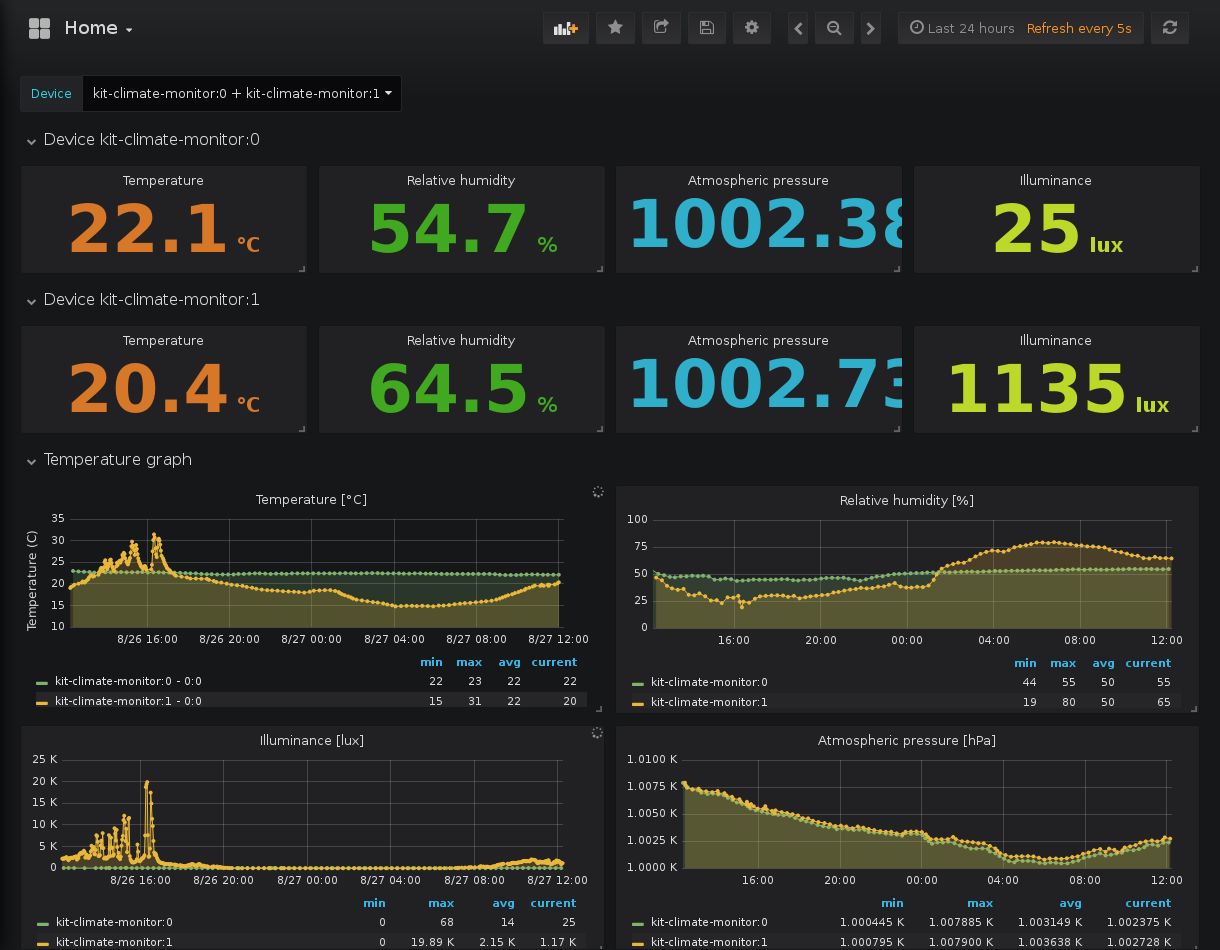 Home
Last 24 hours Refresh every 5s
Device kit-climate-monitor:0 + kit-climate-monitor:1
Device kit-climate-monitor:0
Temperature Relative humidity Atmospheric pressure Illuminance
22.1 °C 54.7 % 1002.38 25 lux
Device kit-climate-monitor:1
Temperature Relative humidity Atmospheric pressure Illuminance
20.4 °C 64.5 % 1002.73 1135 lux
Temperature graph
Temperature [°C]
Temperature (C)
35
30
25
20
15
10
8/26 16:00 8/26 20:00 8/27 00:00 8/27 04:00 8/27 08:00 8/27 12:00
min max avg current
kit-climate-monitor:0 - 0:0 22 23 22 22
kit-climate-monitor:1 - 0:0 15 31 22 20
Relative humidity [%]
100
75
50
25
0
16:00 20:00 00:00 04:00 08:00 12:00
min max avg current
kit-climate-monitor:0 44 55 50 55
kit-climate-monitor:1 19 80 50 65
Illuminance [lux]
25 K
20 K
15 K
10 K
5 K
0
8/26 16:00 8/26 20:00 8/27 00:00 8/27 04:00 8/27 08:00 8/27 12:00
min max avg current
kit-climate-monitor:0 0 68 14 25
kit-climate-monitor:1 0 19.89 K 2.15 K 1.17 K
Atmospheric pressure [hPa]
1.0100 K
1.0075 K
1.0050 K
1.0025 K
1.0000 K
16:00 20:00 00:00 04:00 08:00 12:00
min max avg current
kit-climate-monitor:0 1.000445 K 1.007885 K 1.003149 K 1.002375 K
kit-climate-monitor:1 1.000795 K 1.007900 K 1.003638 K 1.002728 K